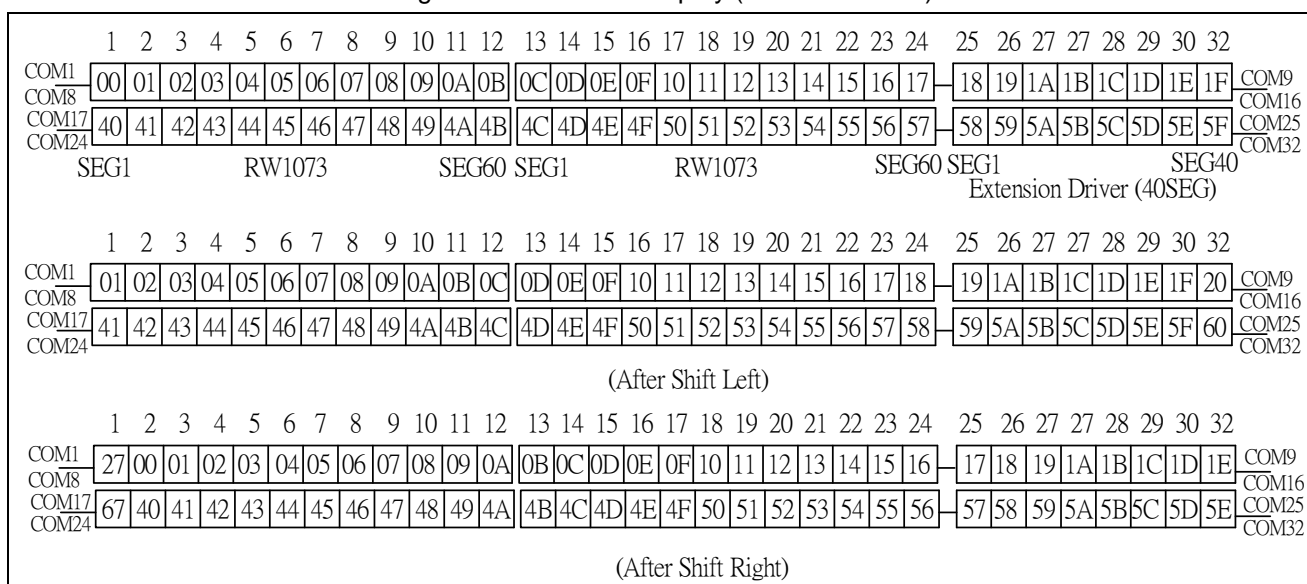 1 2 3 4 5 6 7 8 9 10 11 12 13 14 15 16 17 18 19 20 21 22 23 24 25 26 27 27 28 29 30 32
COM1 00 01 02 03 04 05 06 07 08 09 0A 0B 0C 0D 0E 0F 10 11 12 13 14 15 16 17 18 19 1A 1B 1C 1D 1E 1F COM9
COM8 COM16
COM17 40 41 42 43 44 45 46 47 48 49 4A 4B 4C 4D 4E 4F 50 51 52 53 54 55 56 57 58 59 5A 5B 5C 5D 5E 5F COM25
COM24 COM32
SEG1 RW1073 SEG60 SEG1 RW1073 SEG60 SEG1 SEG40
Extension Driver (40SEG)
1 2 3 4 5 6 7 8 9 10 11 12 13 14 15 16 17 18 19 20 21 22 23 24 25 26 27 27 28 29 30 32
COM1 01 02 03 04 05 06 07 08 09 0A 0B 0C 0D 0E 0F 10 11 12 13 14 15 16 17 18 19 1A 1B 1C 1D 1E 1F 20 COM9
COM8 COM16
COM17 41 42 43 44 45 46 47 48 49 4A 4B 4C 4D 4E 4F 50 51 52 53 54 55 56 57 58 59 5A 5B 5C 5D 5E 5F 60 COM25
COM24 COM32
(After Shift Left)
1 2 3 4 5 6 7 8 9 10 11 12 13 14 15 16 17 18 19 20 21 22 23 24 25 26 27 27 28 29 30 32
COM1 27 00 01 02 03 04 05 06 07 08 09 0A 0B 0C 0D 0E 0F 10 11 12 13 14 15 16 17 18 19 1A 1B 1C 1D 1E COM9
COM8 COM16
COM17 67 40 41 42 43 44 45 46 47 48 49 4A 4B 4C 4D 4E 4F 50 51 52 53 54 55 56 57 58 59 5A 5B 5C 5D 5E COM25
COM24 COM32
(After Shift Right)